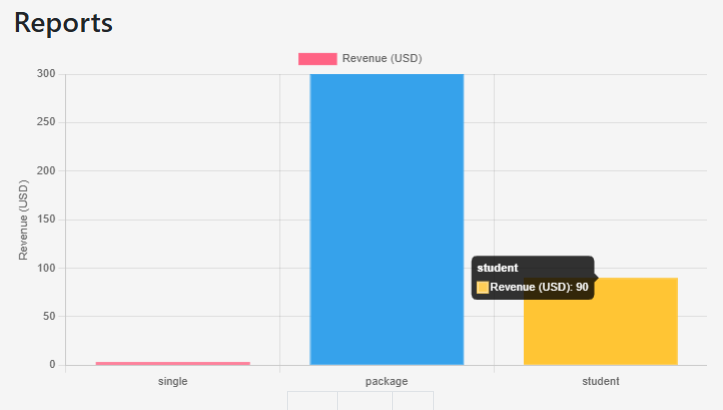 Reports
Revenue (USD)
300
250
200
150
100
50
0
Revenue (USD)
student
Revenue (USD): 90
single
package
student